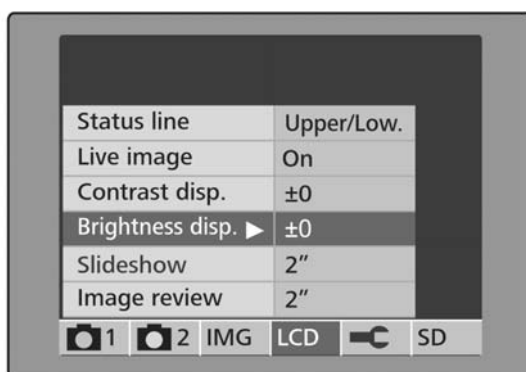 Status line Upper/Low.
Live image On
Contrast disp. ±0
Brightness disp. ▶ ±0
Slideshow 2″
Image review 2″
1 2 IMG LCD SD